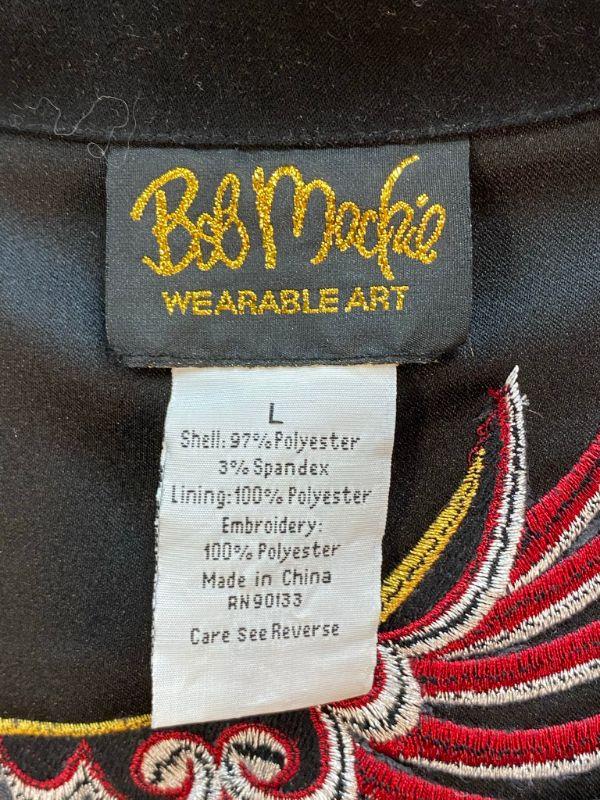 Bob Mackie
WEARABLE ART
L
Shell: 97% Polyester
3% Spandex
Lining: 100% Polyester
Embroidery:
100% Polyester
Made in China
RN90133
Care See Reverse